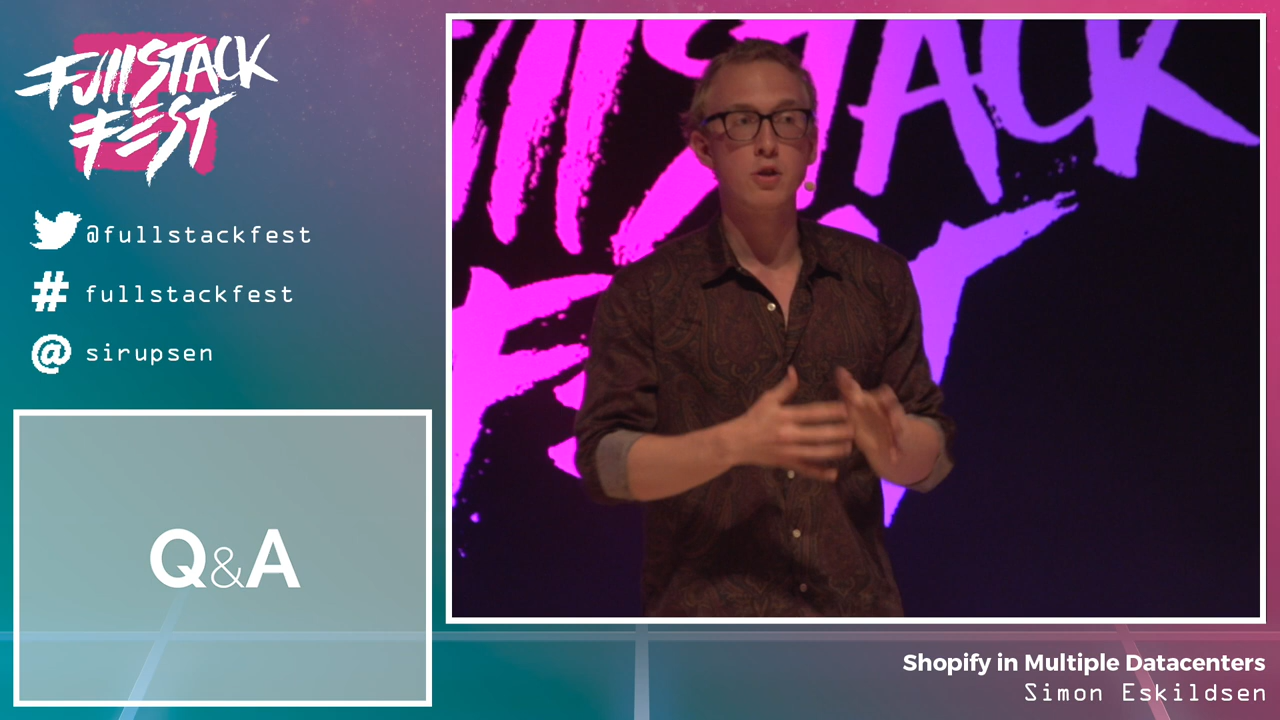 FullSTACK
FEST
@fullstackfest
# fullstackfest
@ sirupsen
Q&A
Shopify in Multiple Datacenters
Simon Eskildsen